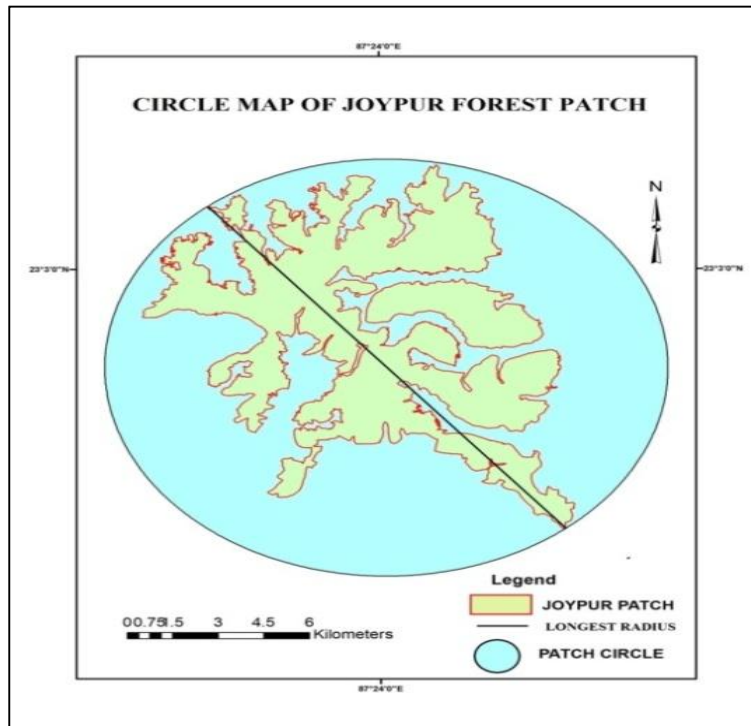 87°24'0"E
CIRCLE MAP OF JOYPUR FOREST PATCH
N
23°3'0"N
23°3'0"N
Legend
JOYPUR PATCH
LONGEST RADIUS
PATCH CIRCLE
00.751.5 3 4.5 6
Kilometers
87°24'0"E